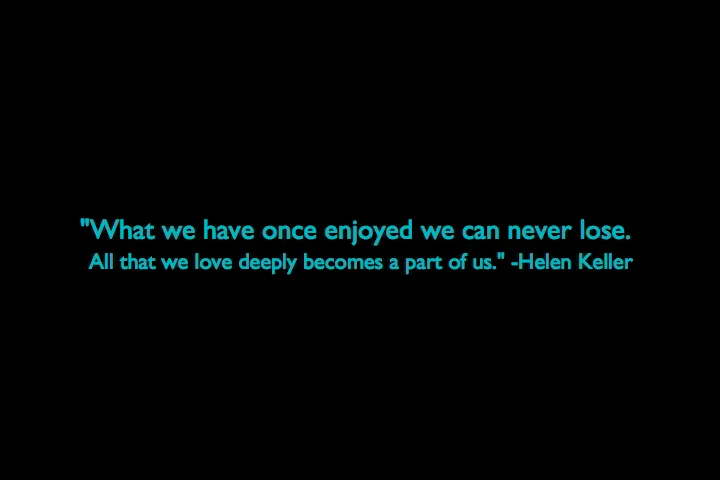 "What we have once enjoyed we can never lose.
All that we love deeply becomes a part of us." -Helen Keller